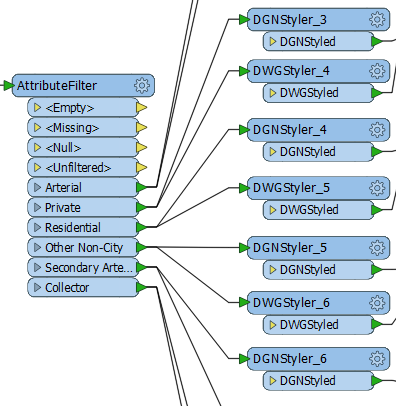 AttributeFilter
<Empty>
<Missing>
<Null>
<Unfiltered>
Arterial
Private
Residential
Other Non-City
Secondary Arte...
Collector
DGNStyler_3
DGNStyled
DWGStyler_4
DWGStyled
DGNStyler_4
DGNStyled
DWGStyler_5
DWGStyled
DGNStyler_5
DGNStyled
DWGStyler_6
DWGStyled
DGNStyler_6
DGNStyled